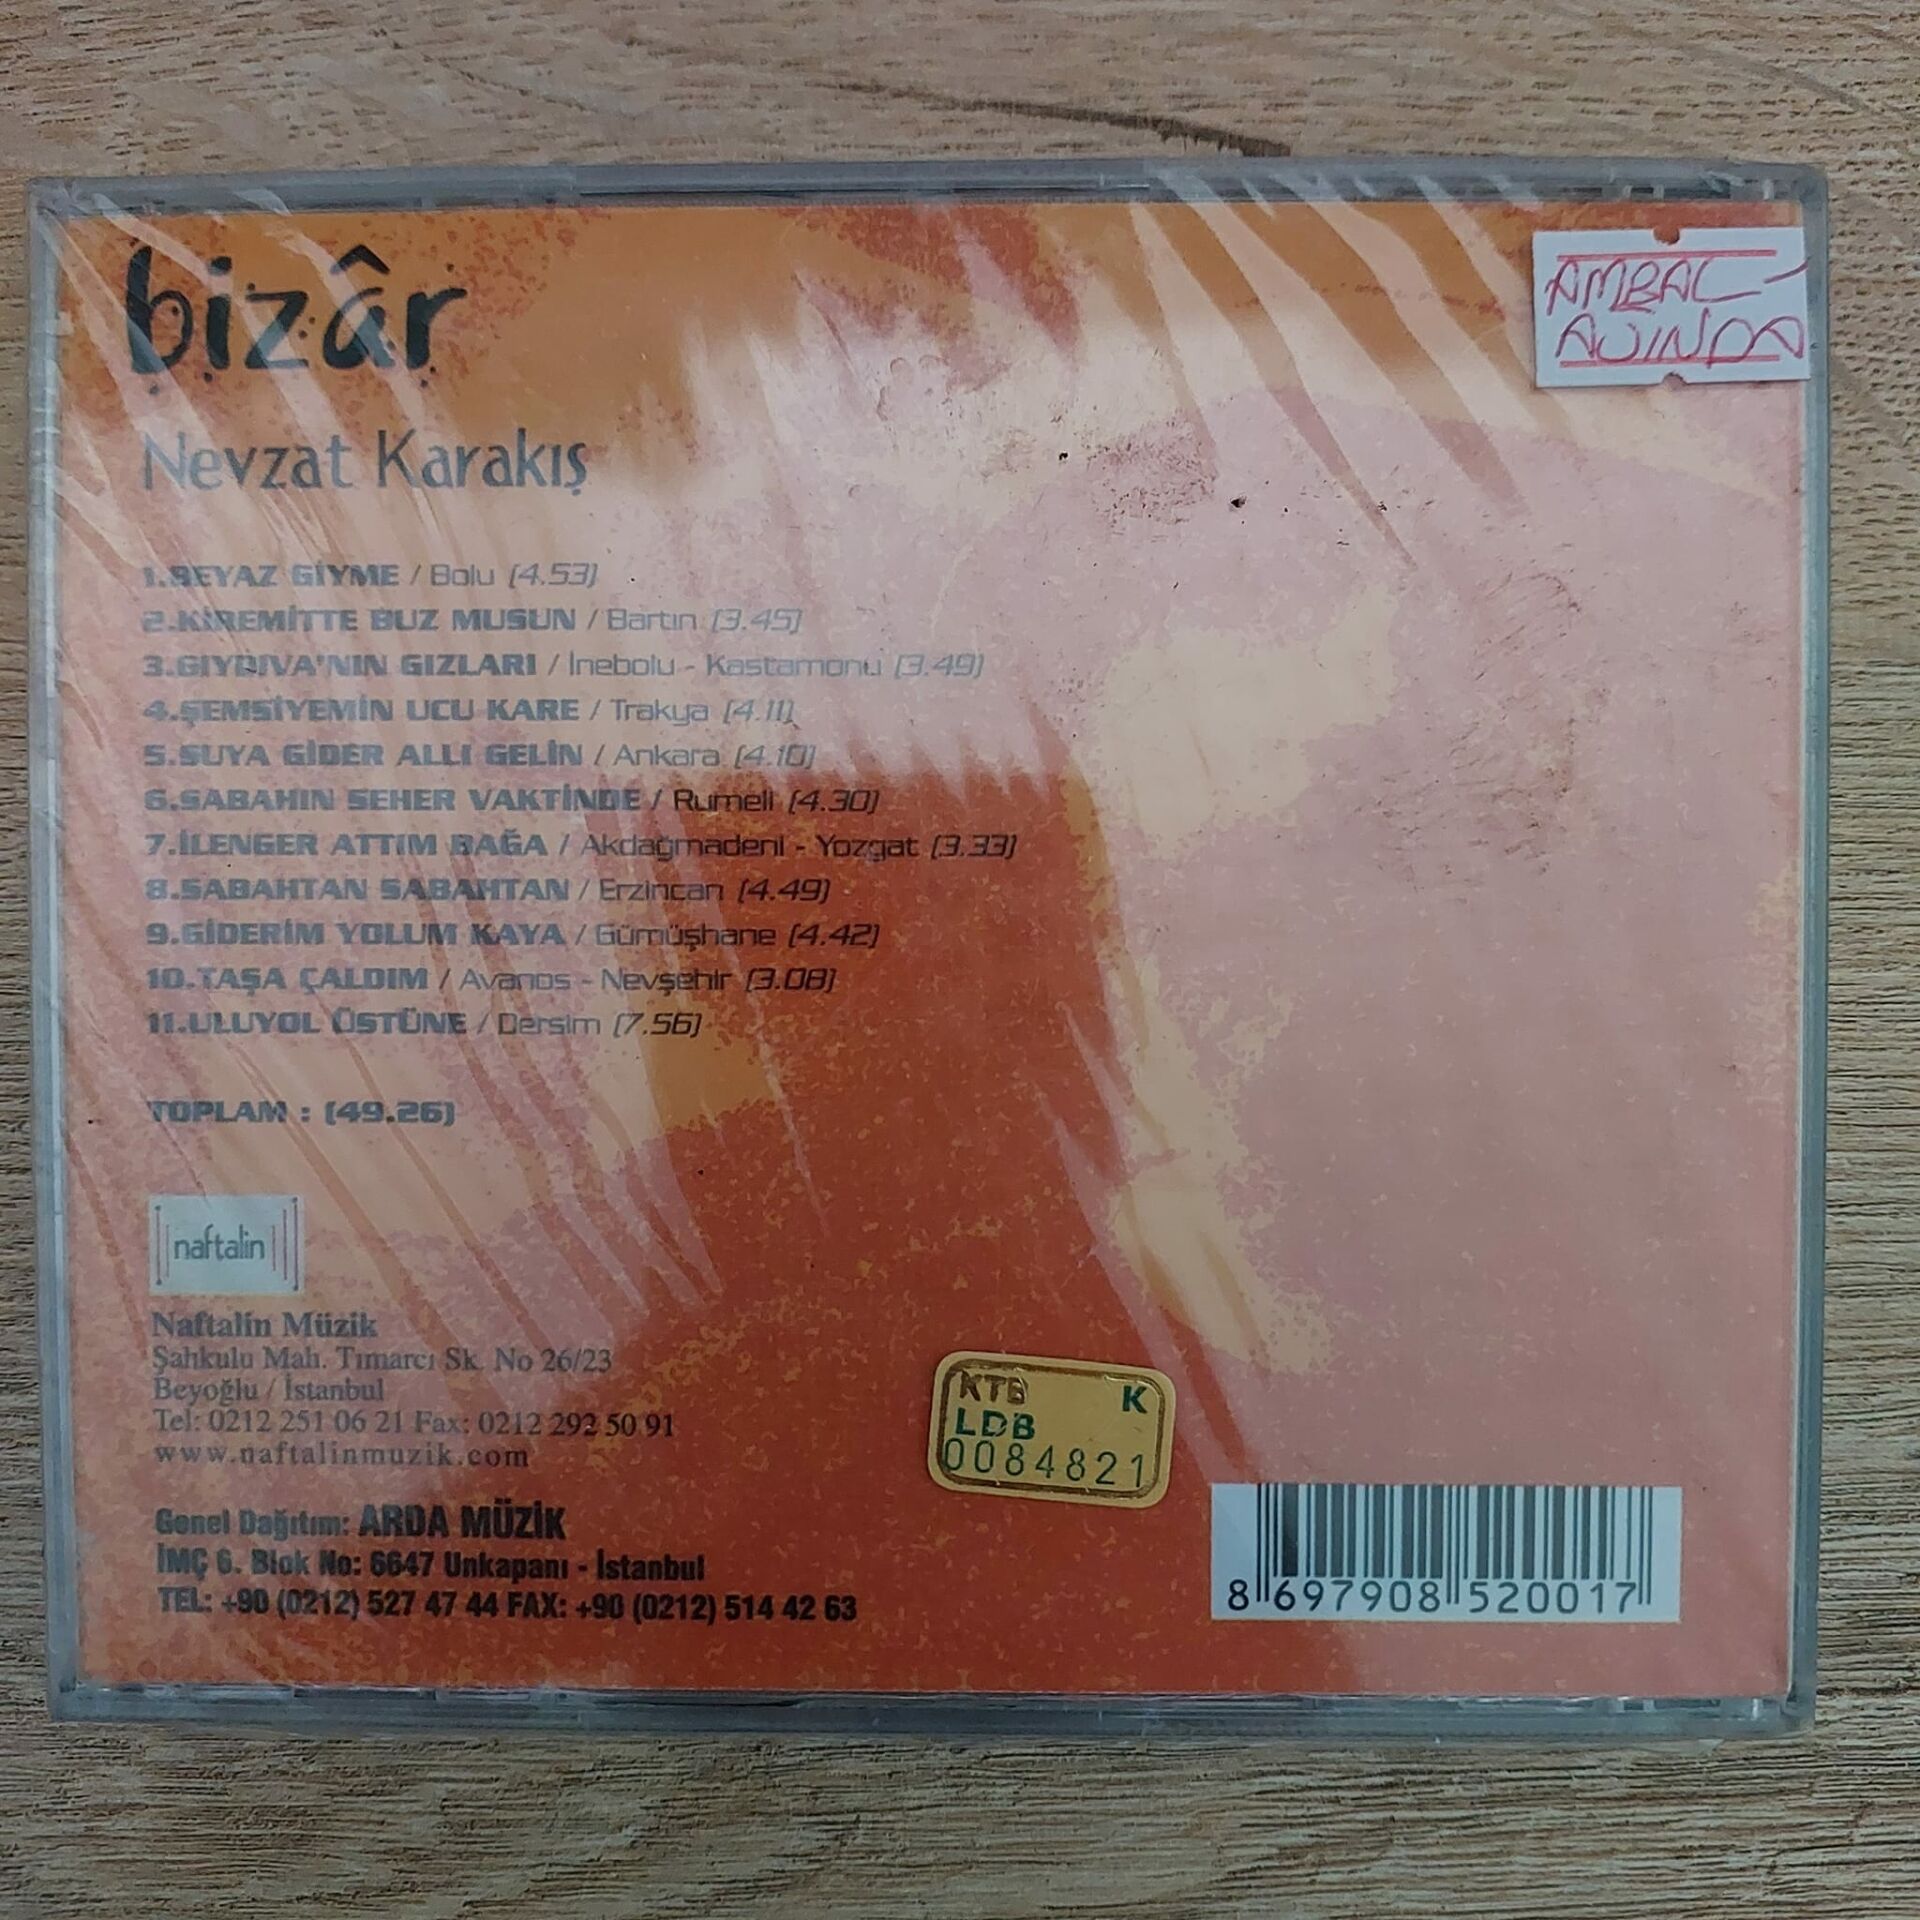 bizâr
AMBAL-
AJINDA
Nevzat Karakış
1.BEYAZ GİYME / Bolu (4.53)
2.KİREMİTTE BUZ MUSUN / Bartın (3.45)
3.GIYDIVA'NIN GIZLARI / İnebolu - Kastamonu (3.49)
4.ŞEMSİYEMİN UCU KARE / Trakya (4.11)
5.SUYA GİDER ALLI GELİN / Ankara (4.10)
6.SABAHIN SEHER VAKTİNDE / Rumeli (4.30)
7.İLENGER ATTIM BAĞA / Akdağmadeni - Yozgat (3.33)
8.SABAHTAN SABAHTAN / Erzincan (4.49)
9.GİDERİM YOLUM KAYA / Gümüşhane (4.42)
10.TAŞA ÇALDIM / Avanos - Nevşehir (3.08)
11.ULUYOL ÜSTÜNE / Dersim (7.56)
TOPLAM : (49.26)
naftalin
Naftalin Müzik
Şahkulu Mah. Tımarcı Sk. No 26/23
Beyoğlu / İstanbul
Tel: 0212 251 06 21 Fax: 0212 292 50 91
www.naftalinmuzik.com
KTB K
LDB
0084821
Genel Dağıtım: ARDA MÜZİK
İMÇ 6. Blok No: 6647 Unkapanı - İstanbul
TEL: +90 (0212) 527 47 44 FAX: +90 (0212) 514 42 63
8 697908 520017